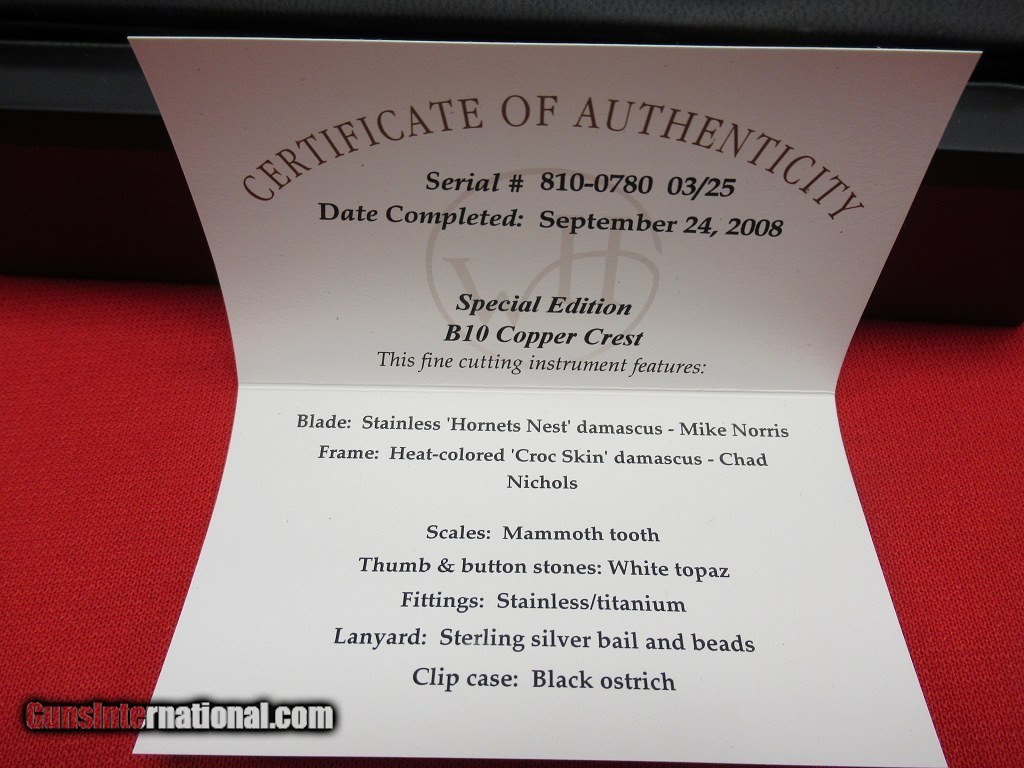 CERTIFICATE OF AUTHENTICITY
Serial # 810-0780 03/25
Date Completed: September 24, 2008
WH
Special Edition
B10 Copper Crest
This fine cutting instrument features:
Blade: Stainless 'Hornets Nest' damascus - Mike Norris
Frame: Heat-colored 'Croc Skin' damascus - Chad
Nichols
Scales: Mammoth tooth
Thumb & button stones: White topaz
Fittings: Stainless/titanium
Lanyard: Sterling silver bail and beads
Clip case: Black ostrich
GunsInternational.com